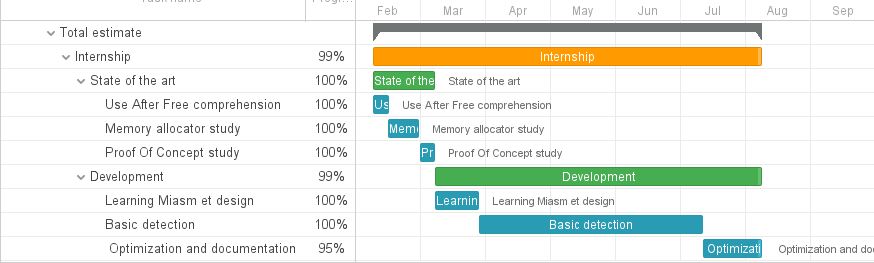 Task name Progr... Feb Mar Apr May Jun Jul Aug Sep
Total estimate
Internship 99% Internship
State of the art 100% State of the State of the art
Use After Free comprehension 100% Us Use After Free comprehension
Memory allocator study 100% Mem Memory allocator study
Proof Of Concept study 100% Pr Proof Of Concept study
Development 99% Development
Learning Miasm et design 100% Learnin Learning Miasm et design
Basic detection 100% Basic detection
Optimization and documentation 95% Optimizati Optimization and do